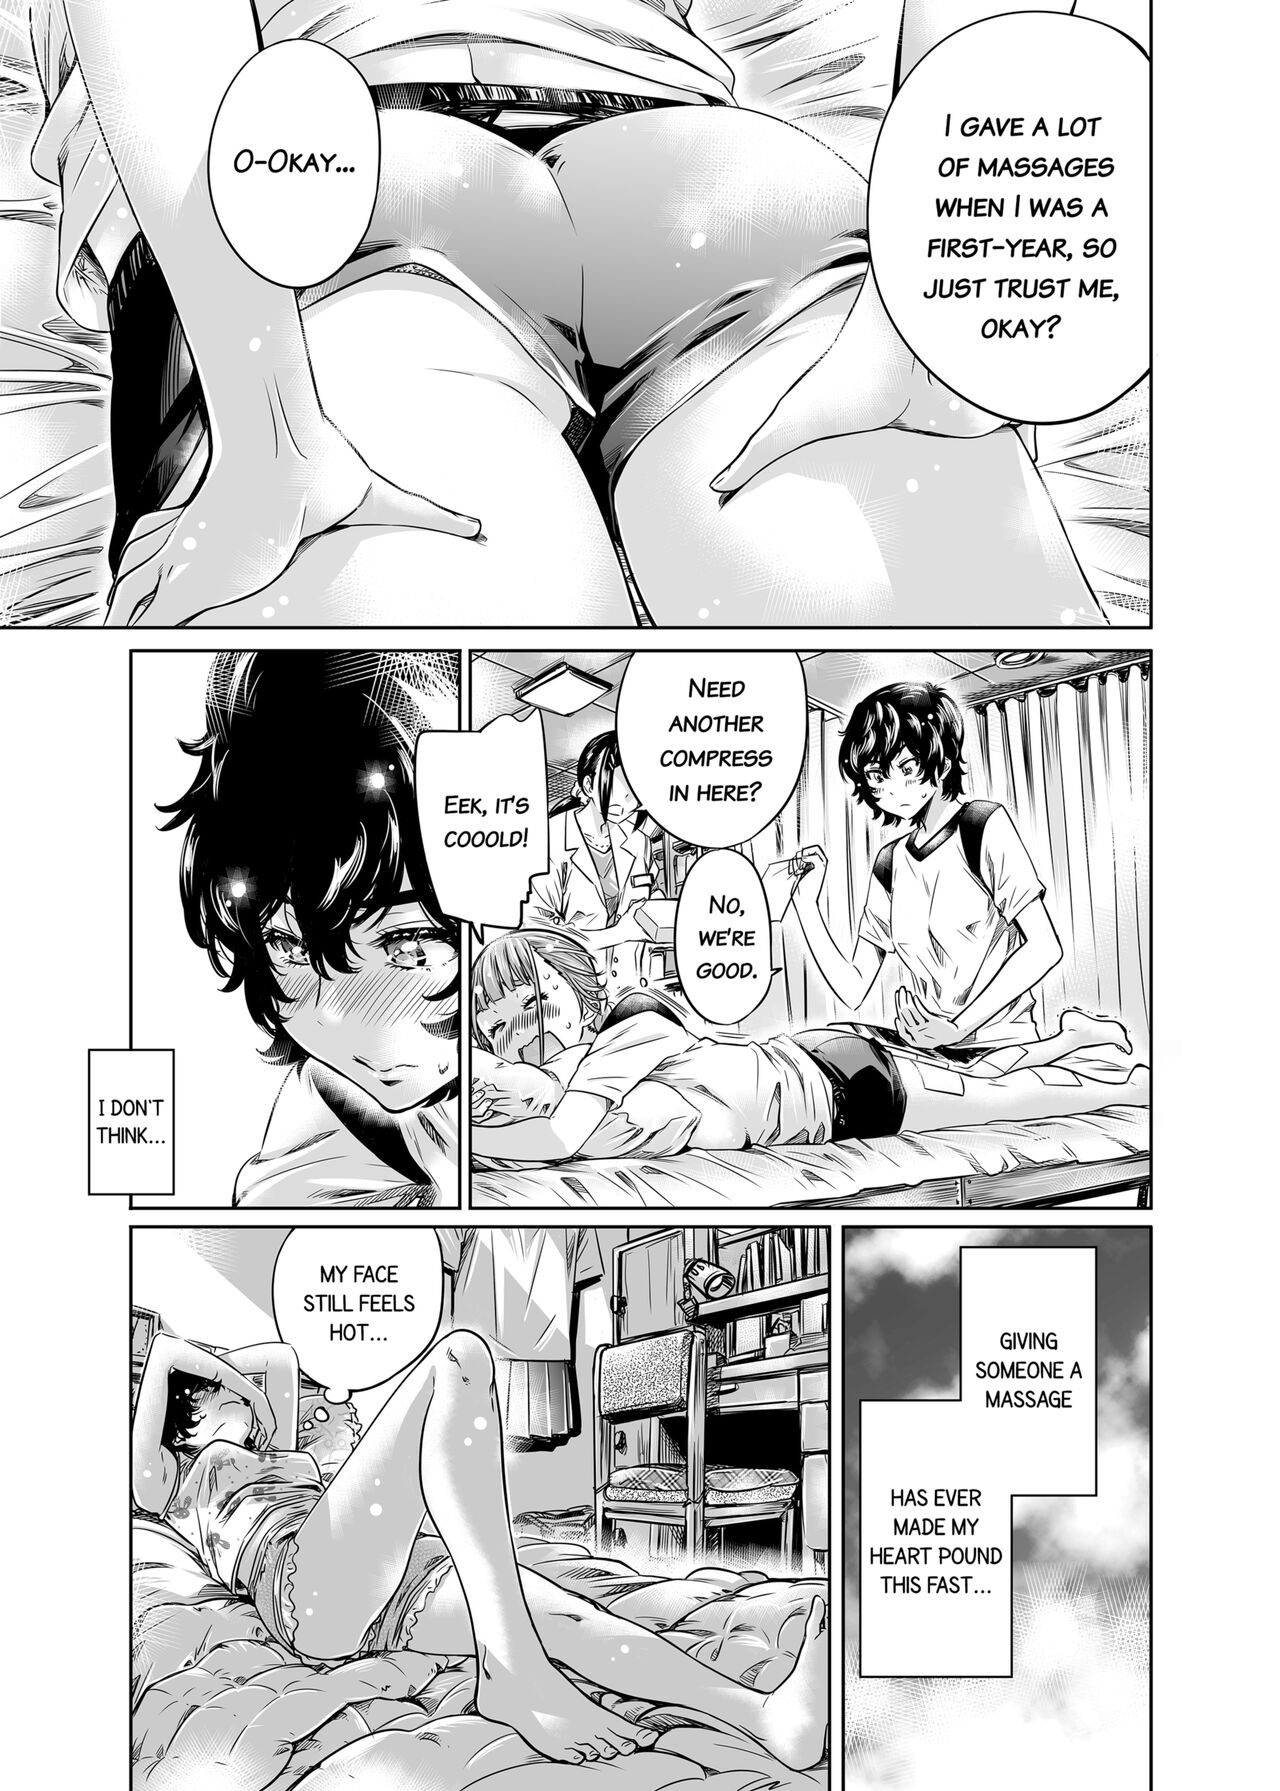 I GAVE A LOT
OF MASSAGES
WHEN I WAS A
FIRST-YEAR, SO
JUST TRUST ME,
OKAY?
O-OKAY...
NEED
ANOTHER
COMPRESS
IN HERE?
NO,
WE'RE
GOOD.
EEK, IT'S
COOOLD!
I DON'T
THINK...
GIVING
SOMEONE A
MASSAGE
HAS EVER
MADE MY
HEART POUND
THIS FAST...
MY FACE
STILL FEELS
HOT...